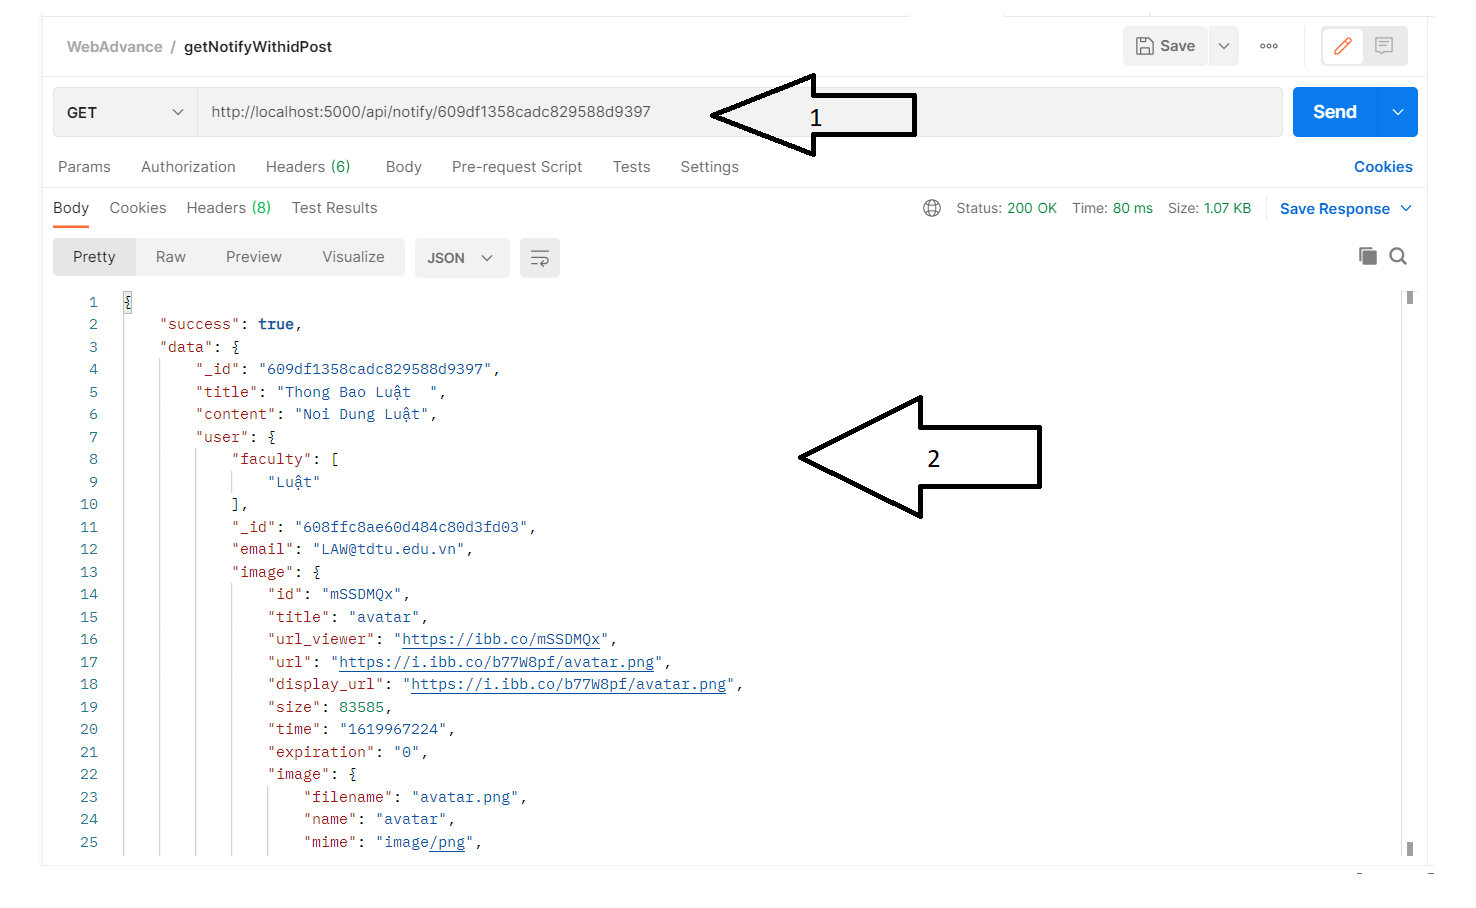 WebAdvance / getNotifyWithidPost
Save
GET http://localhost:5000/api/notify/609df1358cadc829588d9397
1
Send
Params Authorization Headers (6) Body Pre-request Script Tests Settings Cookies
Body Cookies Headers (8) Test Results Status: 200 OK Time: 80 ms Size: 1.07 KB Save Response
Pretty Raw Preview Visualize JSON
1 {
2 "success": true,
3 "data": {
4 "_id": "609df1358cadc829588d9397",
5 "title": "Thong Bao Luật  ",
6 "content": "Noi Dung Luật",
7 "user": {
8 "faculty": [
2
9 "Luật"
10 ],
11 "_id": "608ffc8ae60d484c80d3fd03",
12 "email": "LAW@tdtu.edu.vn",
13 "image": {
14 "id": "mSSDMQx",
15 "title": "avatar",
16 "url_viewer": "https://ibb.co/mSSDMQx",
17 "url": "https://i.ibb.co/b77W8pf/avatar.png",
18 "display_url": "https://i.ibb.co/b77W8pf/avatar.png",
19 "size": 83585,
20 "time": "1619967224",
21 "expiration": "0",
22 "image": {
23 "filename": "avatar.png",
24 "name": "avatar",
25 "mime": "image/png",